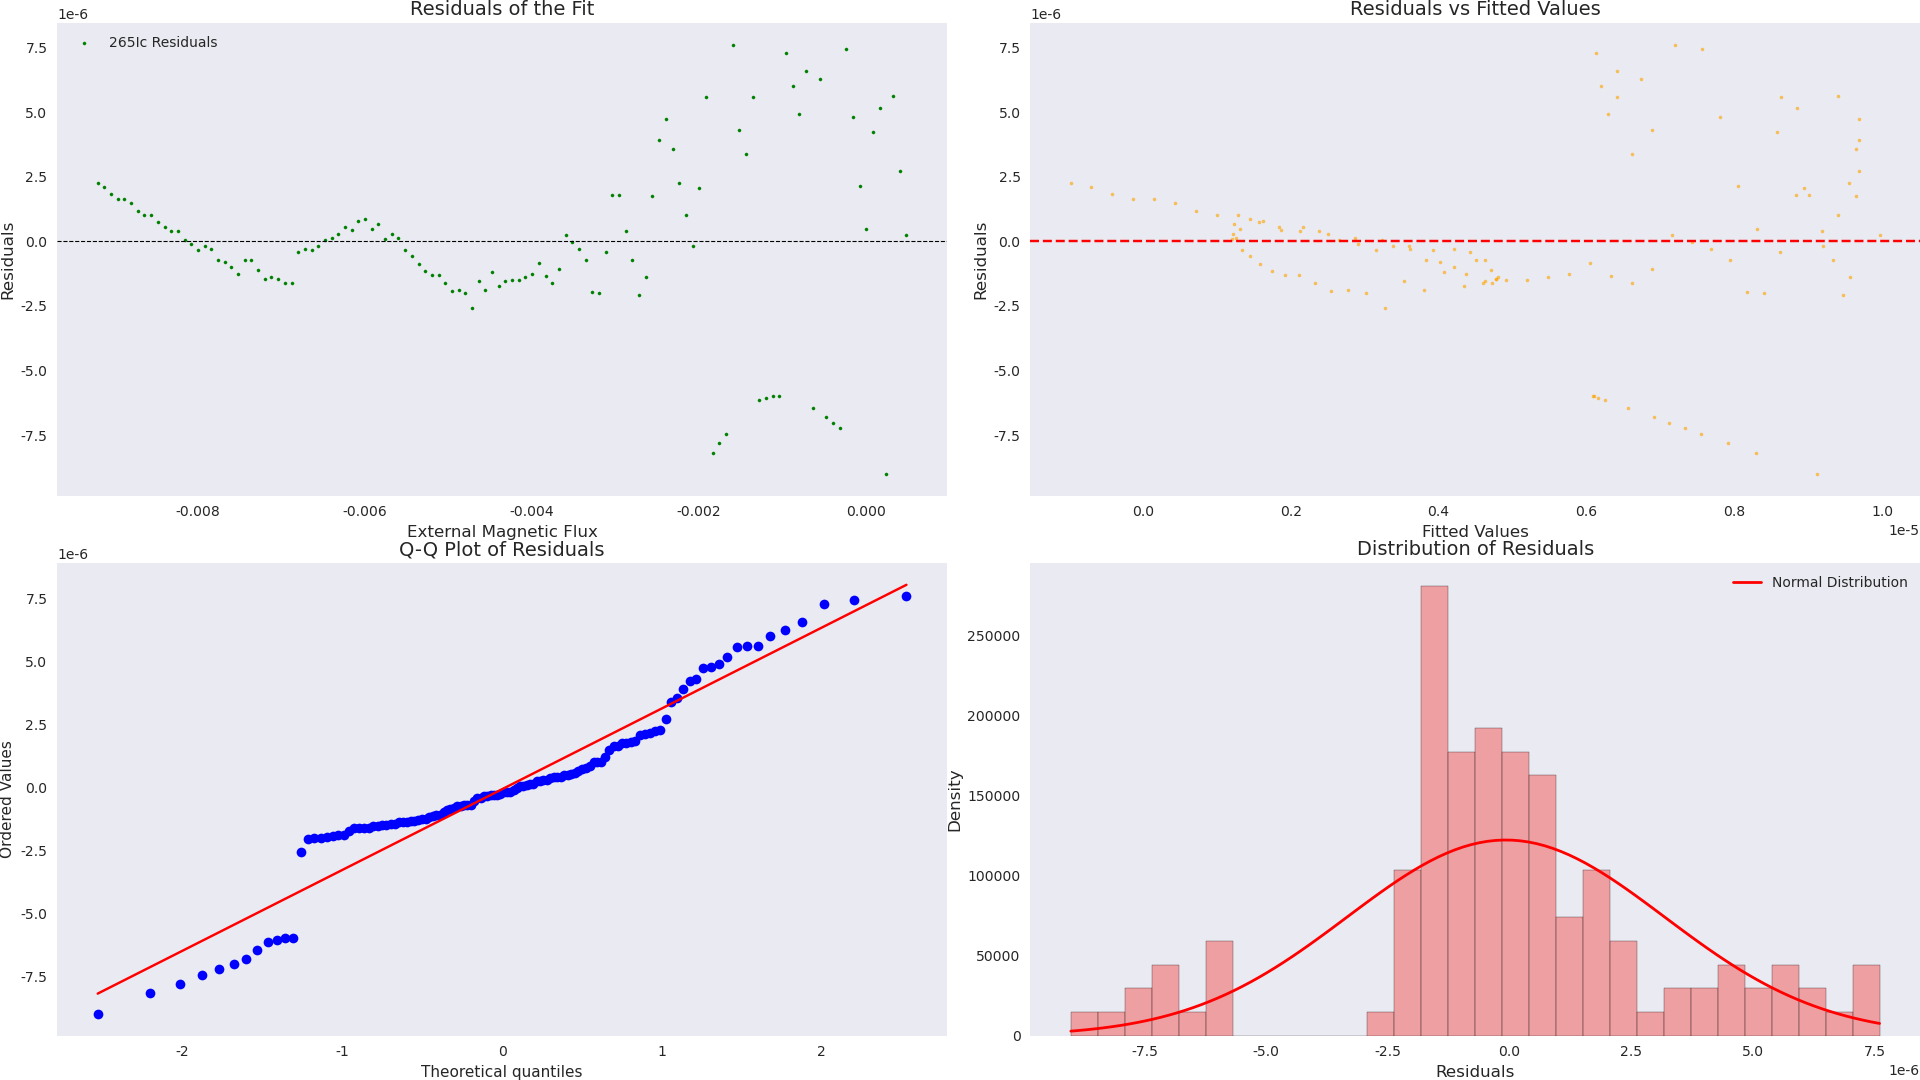 Residuals of the Fit
1e-6
265Ic Residuals
7.5
5.0
2.5
0.0
-2.5
-5.0
-7.5
Residuals
-0.008 -0.006 -0.004 -0.002 0.000
External Magnetic Flux
Residuals vs Fitted Values
1e-6
7.5
5.0
2.5
0.0
-2.5
-5.0
-7.5
Residuals
0.0 0.2 0.4 0.6 0.8 1.0
1e-5
Fitted Values
Q-Q Plot of Residuals
1e-6
7.5
5.0
2.5
0.0
-2.5
-5.0
-7.5
Ordered Values
-2 -1 0 1 2
Theoretical quantiles
Distribution of Residuals
Normal Distribution
250000
200000
150000
100000
50000
0
Density
-7.5 -5.0 -2.5 0.0 2.5 5.0 7.5
1e-6
Residuals